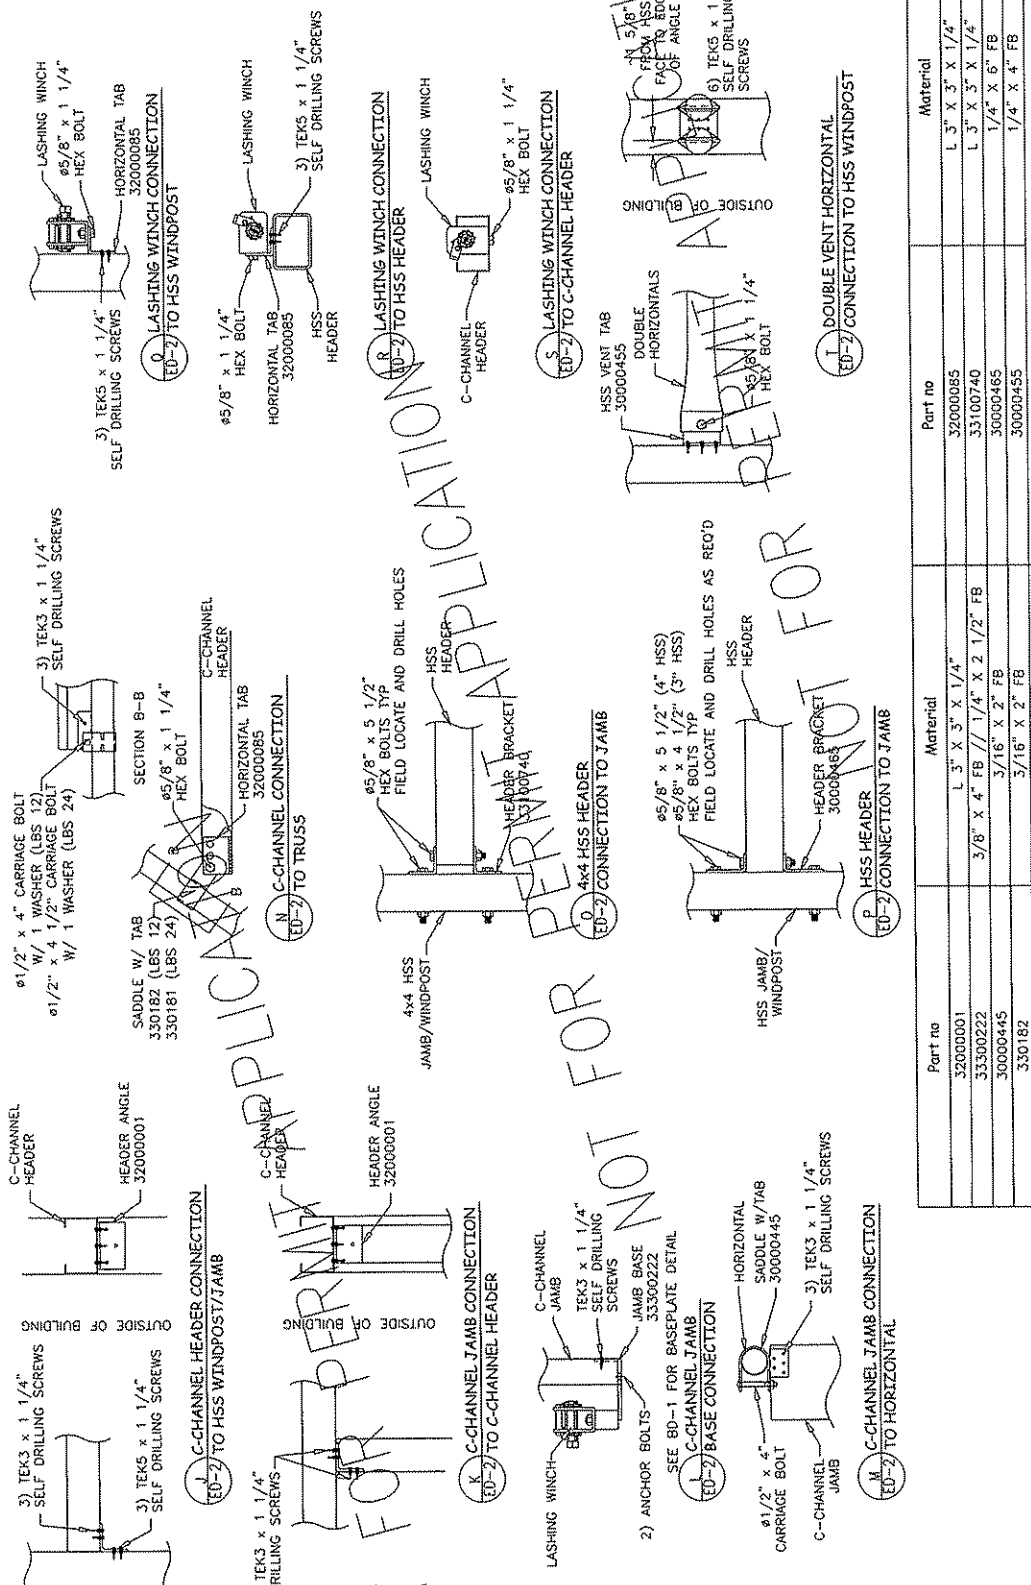 3) TEK3 x 1 1/4"
SELF DRILLING SCREWS
3) TEK5 x 1 1/4"
SELF DRILLING SCREWS
OUTSIDE OF BUILDING
C-CHANNEL
HEADER
HEADER ANGLE
32000001
J
ED-2
C-CHANNEL HEADER CONNECTION
TO HSS WINDPOST/JAMB
TEK3 x 1 1/4"
RILLING SCREWS
OUTSIDE OF BUILDING
C-CHANNEL
HEADER
HEADER ANGLE
32000001
K
ED-2
C-CHANNEL JAMB CONNECTION
TO C-CHANNEL HEADER
LASHING WINCH
C-CHANNEL
JAMB
TEK3 x 1 1/4"
SELF DRILLING
SCREWS
JAMB BASE
33300222
2) ANCHOR BOLTS
SEE BD-1 FOR BASEPLATE DETAIL
L
ED-2
C-CHANNEL JAMB
BASE CONNECTION
HORIZONTAL
SADDLE W/TAB
30000445
3) TEK3 x 1 1/4"
SELF DRILLING SCREWS
ø1/2" x 4"
CARRIAGE BOLT
C-CHANNEL
JAMB
M
ED-2
C-CHANNEL JAMB CONNECTION
TO HORIZONTAL
ø1/2" x 4" CARRIAGE BOLT
W/ 1 WASHER (LBS 12)
ø1/2" x 4 1/2" CARRIAGE BOLT
W/ 1 WASHER (LBS 24)
3) TEK3 x 1 1/4"
SELF DRILLING SCREWS
SECTION B-B
SADDLE W/ TAB
330182 (LBS 12)
330181 (LBS 24)
B
B
ø5/8" x 1 1/4"
HEX BOLT
C-CHANNEL
HEADER
HORIZONTAL TAB
32000085
N
ED-2
C-CHANNEL CONNECTION
TO TRUSS
ø5/8" x 5 1/2"
HEX BOLTS TYP
FIELD LOCATE AND DRILL HOLES
HSS
HEADER
HEADER BRACKET
33100740
4x4 HSS
JAMB/WINDPOST
O
ED-2
4x4 HSS HEADER
CONNECTION TO JAMB
ø5/8" x 5 1/2" (4" HSS)
ø5/8" x 4 1/2" (3" HSS)
HEX BOLTS TYP
FIELD LOCATE AND DRILL HOLES AS REQ'D
HSS
HEADER
HEADER BRACKET
30000465
HSS JAMB/
WINDPOST
P
ED-2
HSS HEADER
CONNECTION TO JAMB
LASHING WINCH
ø5/8" x 1 1/4"
HEX BOLT
HORIZONTAL TAB
32000085
3) TEK5 x 1 1/4"
SELF DRILLING SCREWS
Q
ED-2
LASHING WINCH CONNECTION
TO HSS WINDPOST
LASHING WINCH
3) TEK5 x 1 1/4"
SELF DRILLING SCREWS
ø5/8" x 1 1/4"
HEX BOLT
HORIZONTAL TAB
32000085
HSS
HEADER
R
ED-2
LASHING WINCH CONNECTION
TO HSS HEADER
LASHING WINCH
ø5/8" x 1 1/4"
HEX BOLT
C-CHANNEL
HEADER
S
ED-2
LASHING WINCH CONNECTION
TO C-CHANNEL HEADER
HSS VENT TAB
30000455
DOUBLE
HORIZONTALS
ø5/8" x 1 1/4"
HEX BOLT
OUTSIDE OF BUILDING
5/8"
FROM HSS
FACE TO EDG
OF ANGLE
6) TEK5 x 1
SELF DRILLING
SCREWS
T
ED-2
DOUBLE VENT HORIZONTAL
CONNECTION TO HSS WINDPOST
Part no Material Part no Material
32000001 L 3" X 3" X 1/4" 32000085 L 3" X 3" X 1/4"
33300222 3/8" X 4" FB // 1/4" X 2 1/2" FB 33100740 L 3" X 3" X 1/4"
30000445 3/16" X 2" FB 30000465 1/4" X 6" FB
330182 3/16" X 2" FB 30000455 1/4" X 4" FB
FOR PERMIT APPLICATION
NOT FOR PERMIT APPLICATION
NOT FOR PERMIT APP